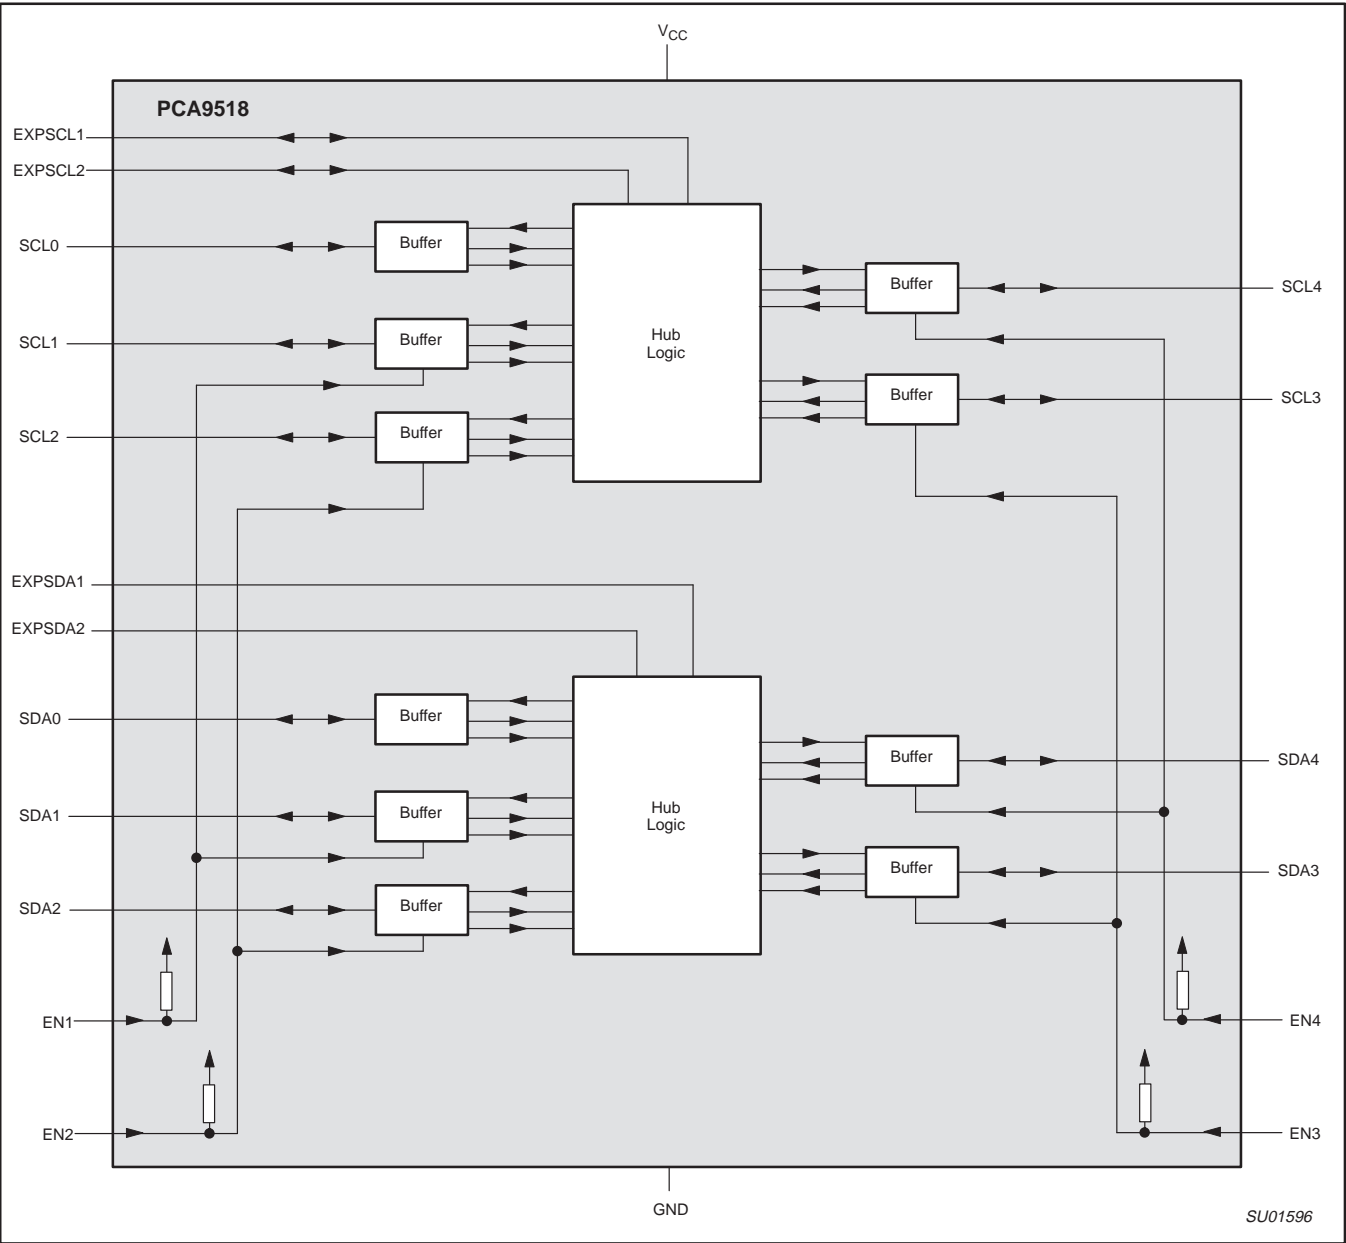 VCC
PCA9518
EXPSCL1
EXPSCL2
SCL0
Buffer
Buffer
SCL4
SCL1
Buffer
Hub
Logic
Buffer
SCL3
SCL2
Buffer
EXPSDA1
EXPSDA2
SDA0
Buffer
Buffer
SDA4
SDA1
Buffer
Hub
Logic
Buffer
SDA3
SDA2
Buffer
EN1
EN4
EN2
EN3
GND
SU01596